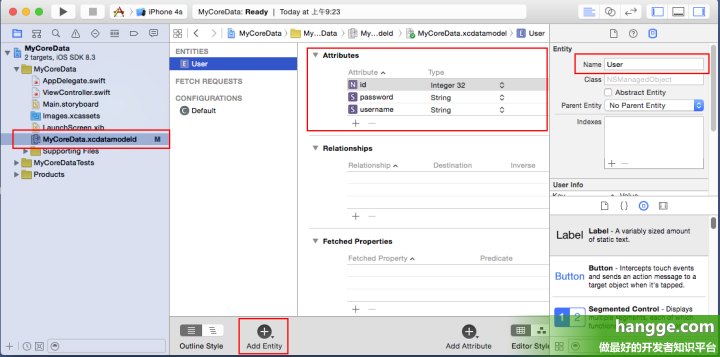 iPhone 4s
MyCoreData: Ready | Today at 上午9:23
MyCoreData
2 targets, iOS SDK 8.3
MyCoreData
AppDelegate.swift
ViewController.swift
Main.storyboard
Images.xcassets
LaunchScreen.xib
MyCoreData.xcdatamodeld M
Supporting Files
MyCoreDataTests
Products
MyCoreData
My…Data
M…deld
MyCoreData.xcdatamodel
E User
ENTITIES
E User
FETCH REQUESTS
CONFIGURATIONS
C Default
Attributes
Attribute Type
N id Integer 32
S password String
S username String
+ —
Relationships
Relationship Destination Inverse
+ —
Fetched Properties
Fetched Property Predicate
+ —
Outline Style
Add Entity
Add Attribute
Editor Style
Entity
Name User
Class NSManagedObject
Abstract Entity
Parent Entity No Parent Entity
Indexes
+ —
User Info
Label
Label - A variably sized amount
of static text.
Button
Button - Intercepts touch events
and sends an action message to a
target object when it's tapped.
1 2
Segmented Control - Displays
hangge.com
做最好的开发者知识平台